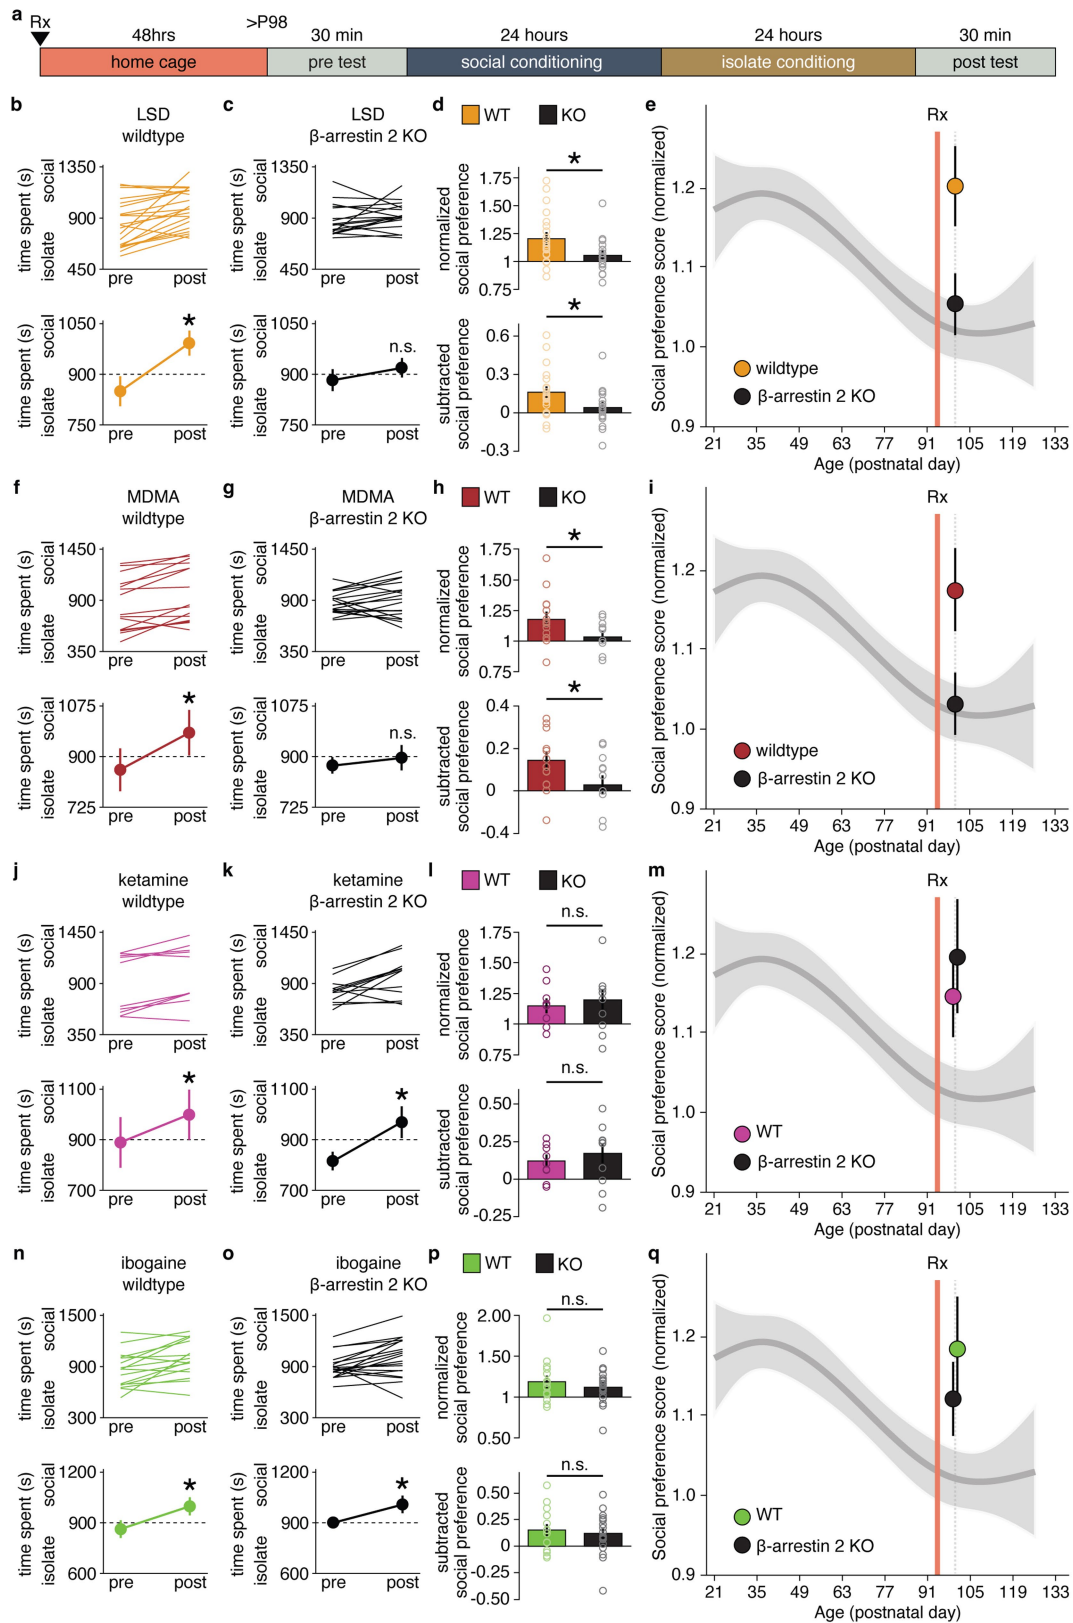 a
Rx
48hrs
>P98
30 min
24 hours
24 hours
30 min
home cage
pre test
social conditioning
isolate conditiong
post test
b
LSD
wildtype
time spent (s)
isolate social
1350
900
450
pre post
time spent (s)
isolate social
1050
900
750
*
pre post
c
LSD
β-arrestin 2 KO
time spent (s)
isolate social
1350
900
450
pre post
time spent (s)
isolate social
1050
900
750
n.s.
pre post
d
WT KO
normalized
social preference
1.75
1.25
1
0.75
*
subtracted
social preference
0.6
0.3
0
-0.3
*
e
Rx
Social preference score (normalized)
1.2
1.1
1.0
0.9
wildtype
β-arrestin 2 KO
21 35 49 63 77 91 105 119 133
Age (postnatal day)
f
MDMA
wildtype
time spent (s)
isolate social
1450
900
350
pre post
time spent (s)
isolate social
1075
900
725
*
pre post
g
MDMA
β-arrestin 2 KO
time spent (s)
isolate social
1450
900
350
pre post
time spent (s)
isolate social
1075
900
725
n.s.
pre post
h
WT KO
normalized
social preference
1.75
1.50
1.25
1
0.75
*
subtracted
social preference
0.4
0.2
0
-0.4
*
i
Rx
Social preference score (normalized)
1.2
1.1
1.0
0.9
wildtype
β-arrestin 2 KO
21 35 49 63 77 91 105 119 133
Age (postnatal day)
j
ketamine
wildtype
time spent (s)
isolate social
1450
900
350
pre post
time spent (s)
isolate social
1100
900
700
*
pre post
k
ketamine
β-arrestin 2 KO
time spent (s)
isolate social
1450
900
350
pre post
time spent (s)
isolate social
1100
900
700
*
pre post
l
WT KO
normalized
social preference
1.75
1.50
1.25
1
0.75
n.s.
subtracted
social preference
0.50
0.25
0
-0.25
n.s.
m
Rx
Social preference score (normalized)
1.2
1.1
1.0
0.9
WT
β-arrestin 2 KO
21 35 49 63 77 91 105 119 133
Age (postnatal day)
n
ibogaine
wildtype
time spent (s)
isolate social
1500
900
300
pre post
time spent (s)
isolate social
1200
900
600
*
pre post
o
ibogaine
β-arrestin 2 KO
time spent (s)
isolate social
1500
900
300
pre post
time spent (s)
isolate social
1200
900
600
*
pre post
p
WT KO
normalized
social preference
2.00
1.50
1
0.50
n.s.
subtracted
social preference
0.50
0.25
0
-0.25
-0.50
n.s.
q
Rx
Social preference score (normalized)
1.2
1.1
1.0
0.9
WT
β-arrestin 2 KO
21 35 49 63 77 91 105 119 133
Age (postnatal day)